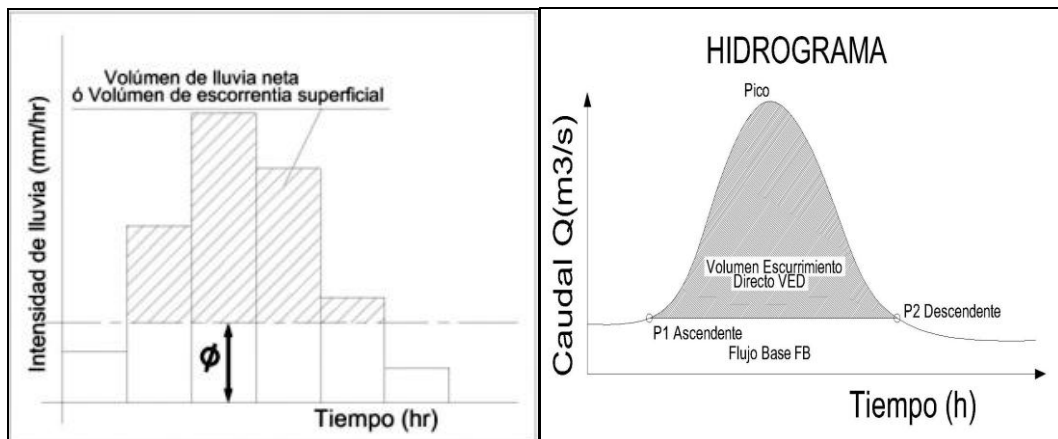 Volúmen de lluvia neta
ó Volúmen de escorrentia superficial
Intensidad de lluvia (mm/hr)
ϕ
Tiempo (hr)
HIDROGRAMA
Pico
Caudal Q(m3/s)
Volumen Escurrimiento
Directo VED
P1 Ascendente
P2 Descendente
Flujo Base FB
Tiempo (h)